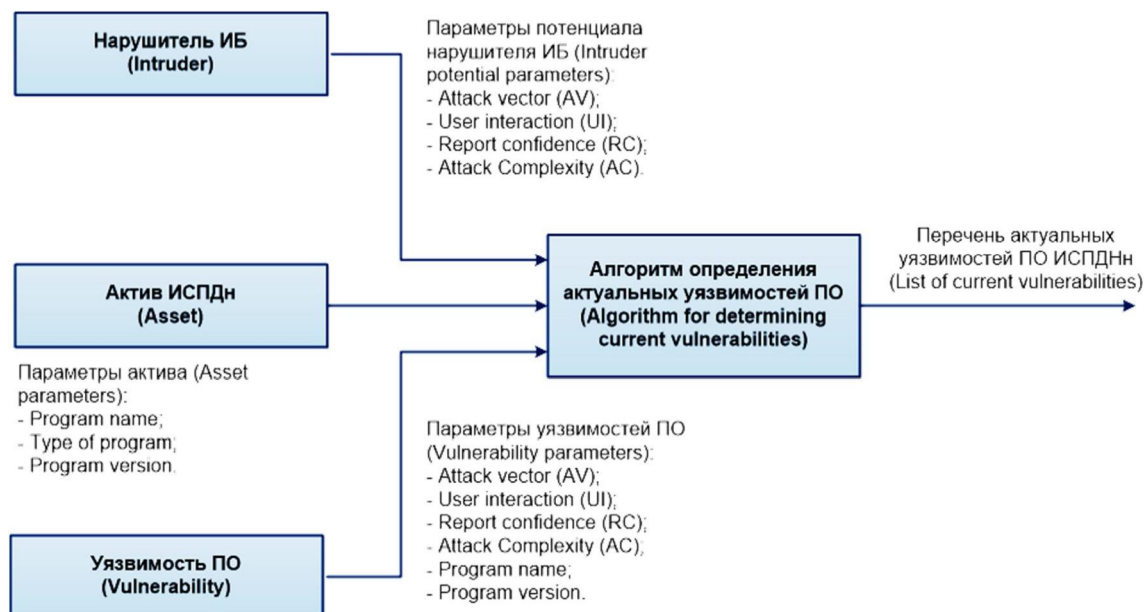 Нарушитель ИБ
(Intruder)
Параметры потенциала
нарушителя ИБ (Intruder
potential parameters):
- Attack vector (AV);
- User interaction (UI);
- Report confidence (RC);
- Attack Complexity (AC).
Актив ИСПДн
(Asset)
Параметры актива (Asset
parameters):
- Program name;
- Type of program;
- Program version.
Алгоритм определения
актуальных уязвимостей ПО
(Algorithm for determining
current vulnerabilities)
Перечень актуальных
уязвимостей ПО ИСПДНн
(List of current vulnerabilities)
Параметры уязвимостей ПО
(Vulnerability parameters):
- Attack vector (AV);
- User interaction (UI);
- Report confidence (RC);
- Attack Complexity (AC);
- Program name;
- Program version.
Уязвимость ПО
(Vulnerability)